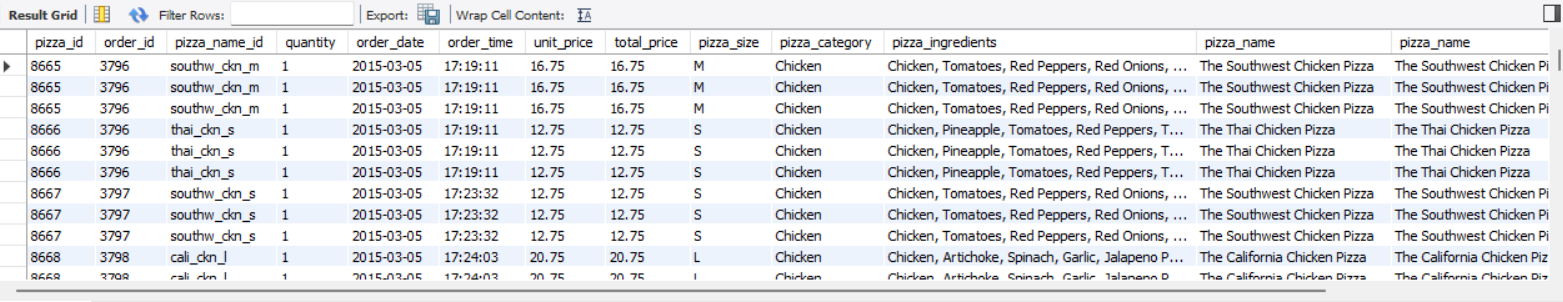 Result Grid Filter Rows: Export: Wrap Cell Content:
pizza_id order_id pizza_name_id quantity order_date order_time unit_price total_price pizza_size pizza_category pizza_ingredients pizza_name pizza_name
8665 3796 southw_ckn_m 1 2015-03-05 17:19:11 16.75 16.75 M Chicken Chicken, Tomatoes, Red Peppers, Red Onions, ... The Southwest Chicken Pizza The Southwest Chicken Pi
8665 3796 southw_ckn_m 1 2015-03-05 17:19:11 16.75 16.75 M Chicken Chicken, Tomatoes, Red Peppers, Red Onions, ... The Southwest Chicken Pizza The Southwest Chicken Pi
8665 3796 southw_ckn_m 1 2015-03-05 17:19:11 16.75 16.75 M Chicken Chicken, Tomatoes, Red Peppers, Red Onions, ... The Southwest Chicken Pizza The Southwest Chicken Pi
8666 3796 thai_ckn_s 1 2015-03-05 17:19:11 12.75 12.75 S Chicken Chicken, Pineapple, Tomatoes, Red Peppers, T... The Thai Chicken Pizza The Thai Chicken Pizza
8666 3796 thai_ckn_s 1 2015-03-05 17:19:11 12.75 12.75 S Chicken Chicken, Pineapple, Tomatoes, Red Peppers, T... The Thai Chicken Pizza The Thai Chicken Pizza
8666 3796 thai_ckn_s 1 2015-03-05 17:19:11 12.75 12.75 S Chicken Chicken, Pineapple, Tomatoes, Red Peppers, T... The Thai Chicken Pizza The Thai Chicken Pizza
8667 3797 southw_ckn_s 1 2015-03-05 17:23:32 12.75 12.75 S Chicken Chicken, Tomatoes, Red Peppers, Red Onions, ... The Southwest Chicken Pizza The Southwest Chicken Pi
8667 3797 southw_ckn_s 1 2015-03-05 17:23:32 12.75 12.75 S Chicken Chicken, Tomatoes, Red Peppers, Red Onions, ... The Southwest Chicken Pizza The Southwest Chicken Pi
8667 3797 southw_ckn_s 1 2015-03-05 17:23:32 12.75 12.75 S Chicken Chicken, Tomatoes, Red Peppers, Red Onions, ... The Southwest Chicken Pizza The Southwest Chicken Pi
8668 3798 cali_ckn_l 1 2015-03-05 17:24:03 20.75 20.75 L Chicken Chicken, Artichoke, Spinach, Garlic, Jalapeno P... The California Chicken Pizza The California Chicken Piz
8668 3798 cali_ckn_l 1 2015-03-05 17:24:03 20.75 20.75 L Chicken Chicken, Artichoke, Spinach, Garlic, Jalapeno P... The California Chicken Pizza The California Chicken Piz